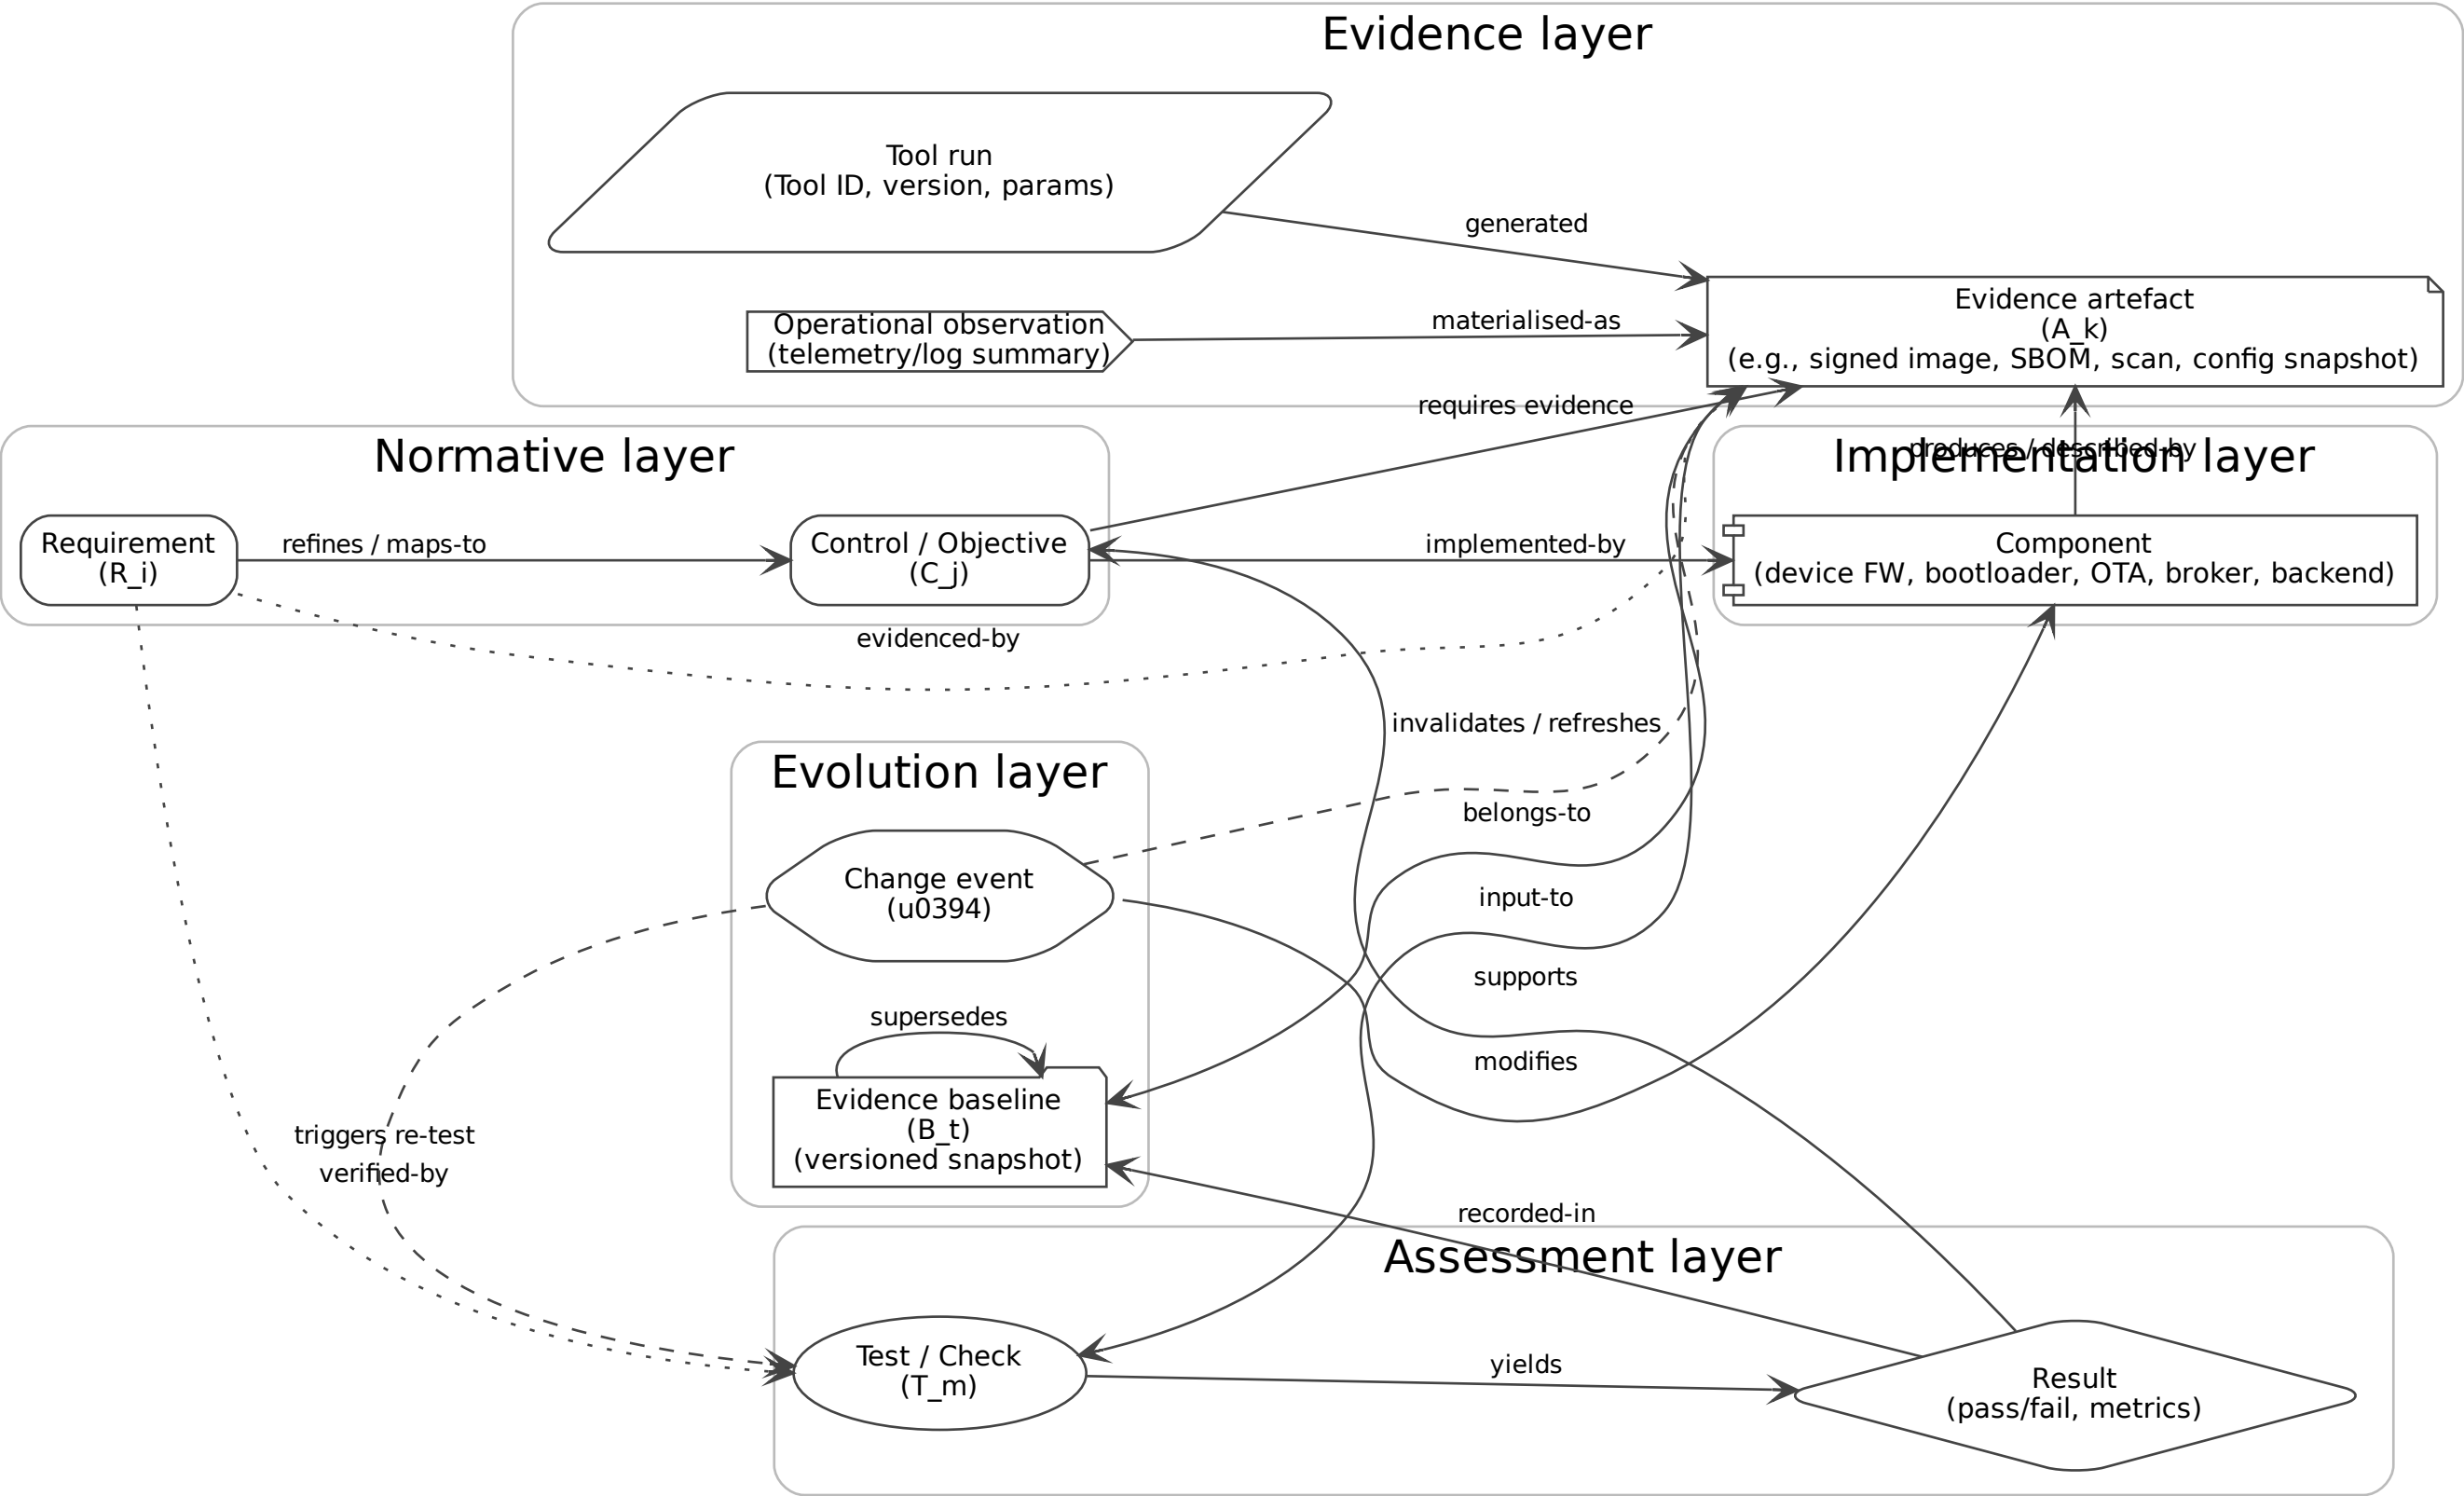 Evidence layer
Tool run
(Tool ID, version, params)
generated
Operational observation
(telemetry/log summary)
materialised-as
Evidence artefact
(A_k)
(e.g., signed image, SBOM, scan, config snapshot)
requires evidence
Normative layer
Implementation layer
produces / described-by
Requirement
(R_i)
refines / maps-to
Control / Objective
(C_j)
implemented-by
Component
(device FW, bootloader, OTA, broker, backend)
evidenced-by
invalidates / refreshes
Evolution layer
belongs-to
Change event
(u0394)
input-to
supports
supersedes
modifies
Evidence baseline
(B_t)
(versioned snapshot)
triggers re-test
verified-by
recorded-in
Assessment layer
Test / Check
(T_m)
yields
Result
(pass/fail, metrics)